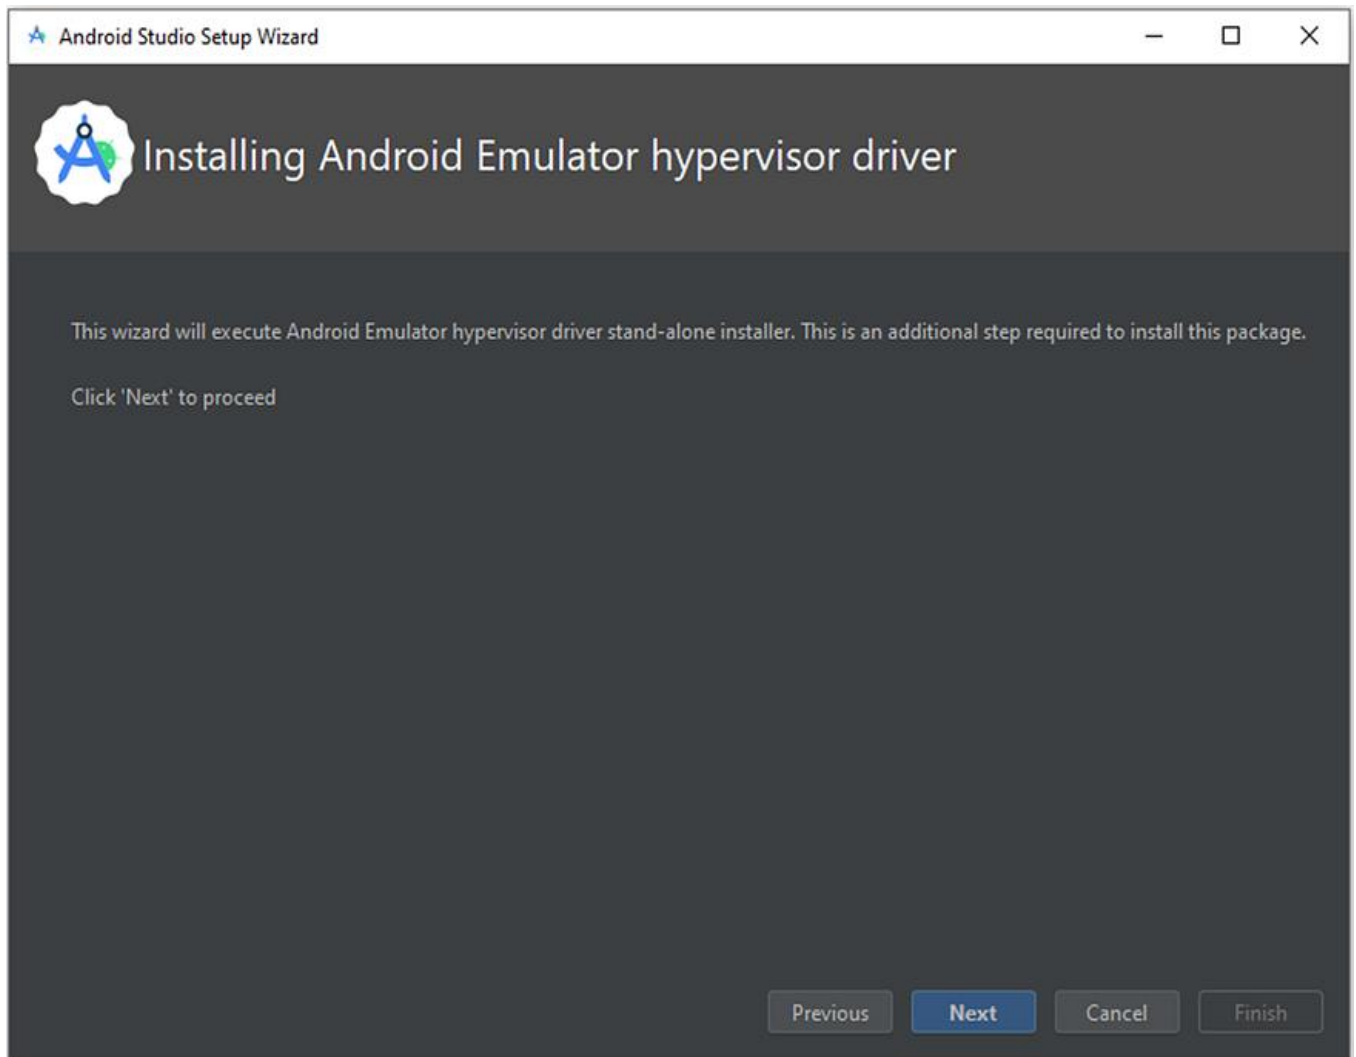 Android Studio Setup Wizard
Installing Android Emulator hypervisor driver
This wizard will execute Android Emulator hypervisor driver stand-alone installer. This is an additional step required to install this package.
Click 'Next' to proceed
Previous Next Cancel Finish